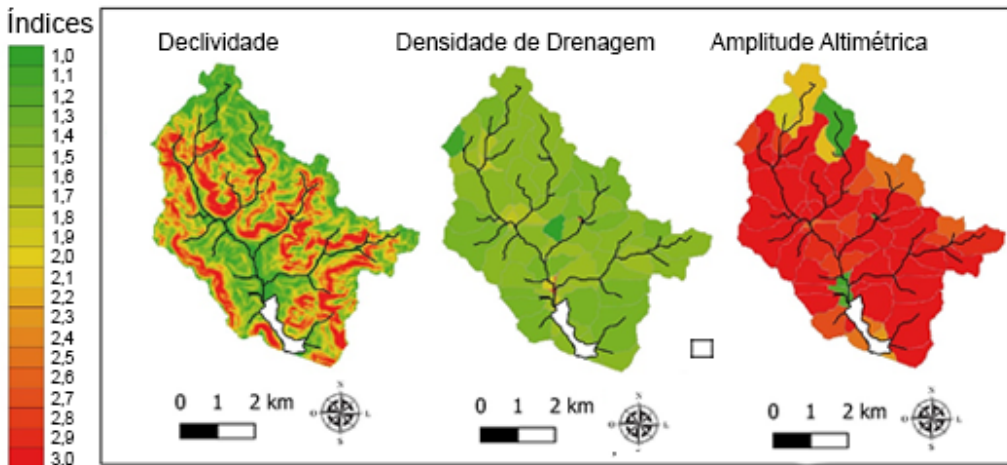 Índices
1,0
1,1
1,2
1,4
1,4
1,5
1,6
1,8
1,9
2,0
2,1
2,2
2,3
2,4
2,5
2,6
2,7
2,8
2,9
3,0
Declividade
Densidade de Drenagem
Amplitude Altimétrica
0 1 2 km
N
O L
S
0 1 2 km
N
O L
S
0 1 2 km
N
O L
S